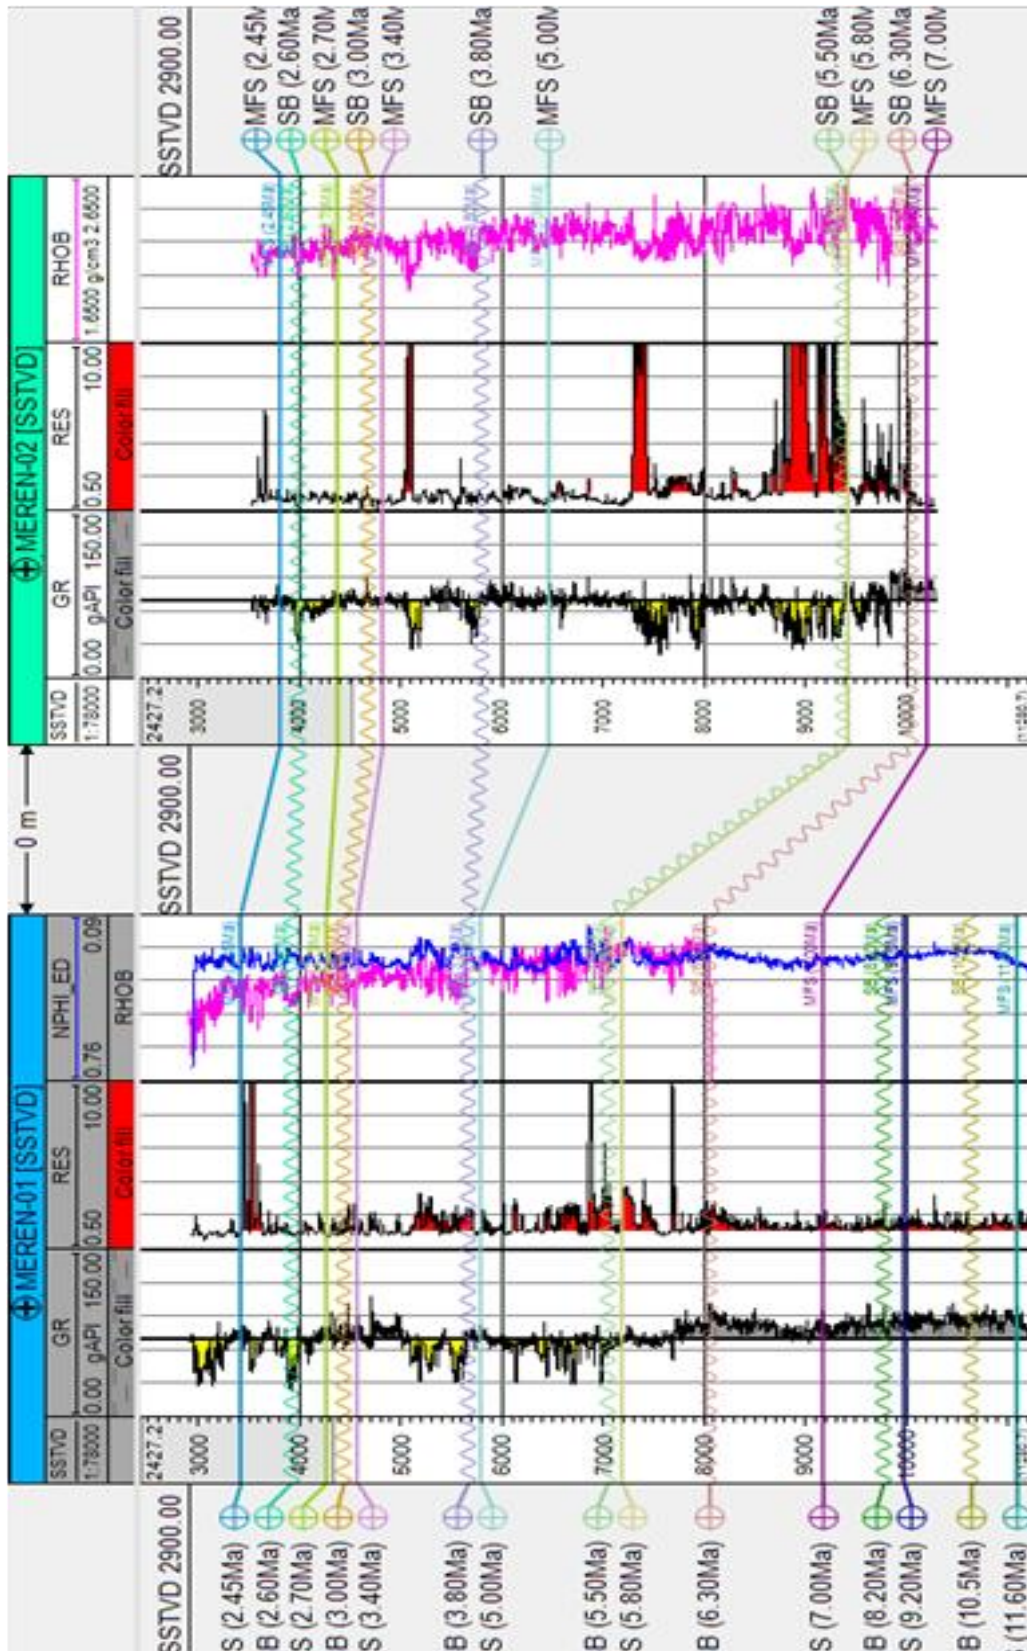 MEREN-01 [SSTVD]
0 m
MEREN-02 [SSTVD]
SSTVD
1:78000
GR
0.00 gAPI 150.00
Color fill
RES
0.50 10.00
Color fill
NPHI_ED
0.76 0.09
RHOB
SSTVD
1:78000
GR
0.00 gAPI 150.00
Color fill
RES
0.50 10.00
Color fill
RHOB
1.6500 g/cm3 2.6500
SSTVD 2900.00
2427.2
SSTVD 2900.00
2427.2
SSTVD 2900.00
3000
4000
5000
6000
7000
8000
9000
10000
3000
4000
5000
6000
7000
8000
9000
10000
S (2.45Ma)
B (2.60Ma)
S (2.70Ma)
B (3.00Ma)
S (3.40Ma)
B (3.80Ma)
S (5.00Ma)
B (5.50Ma)
S (5.80Ma)
B (6.30Ma)
S (7.00Ma)
B (8.20Ma)
S (9.20Ma)
B (10.5Ma)
(11.60Ma)
MFS (2.45M
SB (2.60Ma
MFS (2.70M
SB (3.00Ma
MFS (3.40M
SB (3.80Ma
MFS (5.00M
SB (5.50Ma
MFS (5.80M
SB (6.30Ma
MFS (7.00M